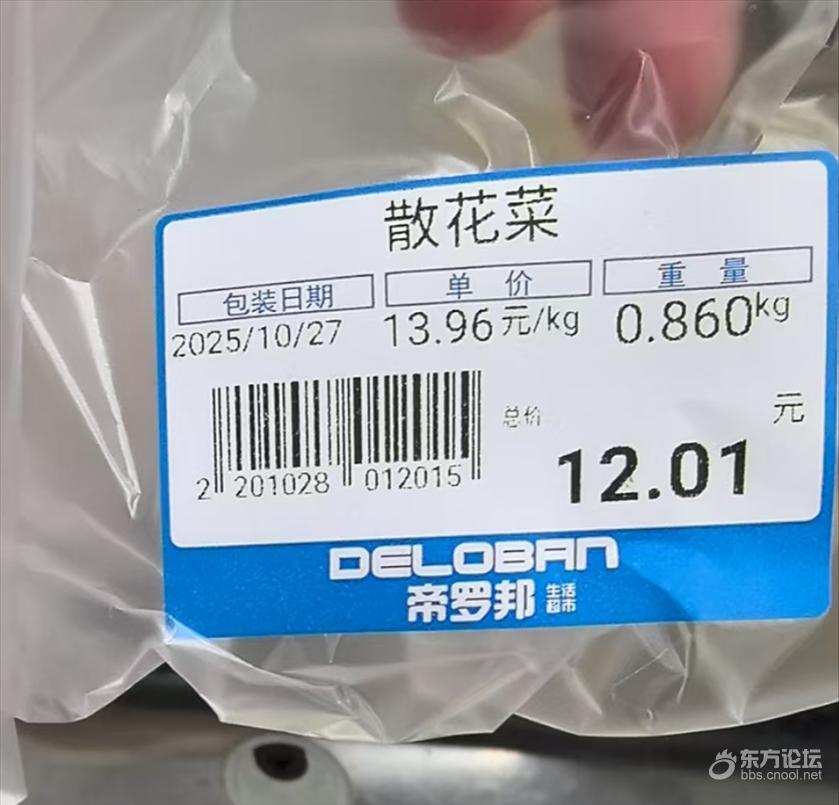 散花菜
包装日期 单价 重量
2025/10/27 13.96元/kg 0.860kg
总价 元
12.01
2 201028 012015
DELOBAN
帝罗邦 生活超市
东方论坛
bbs.cnool.net